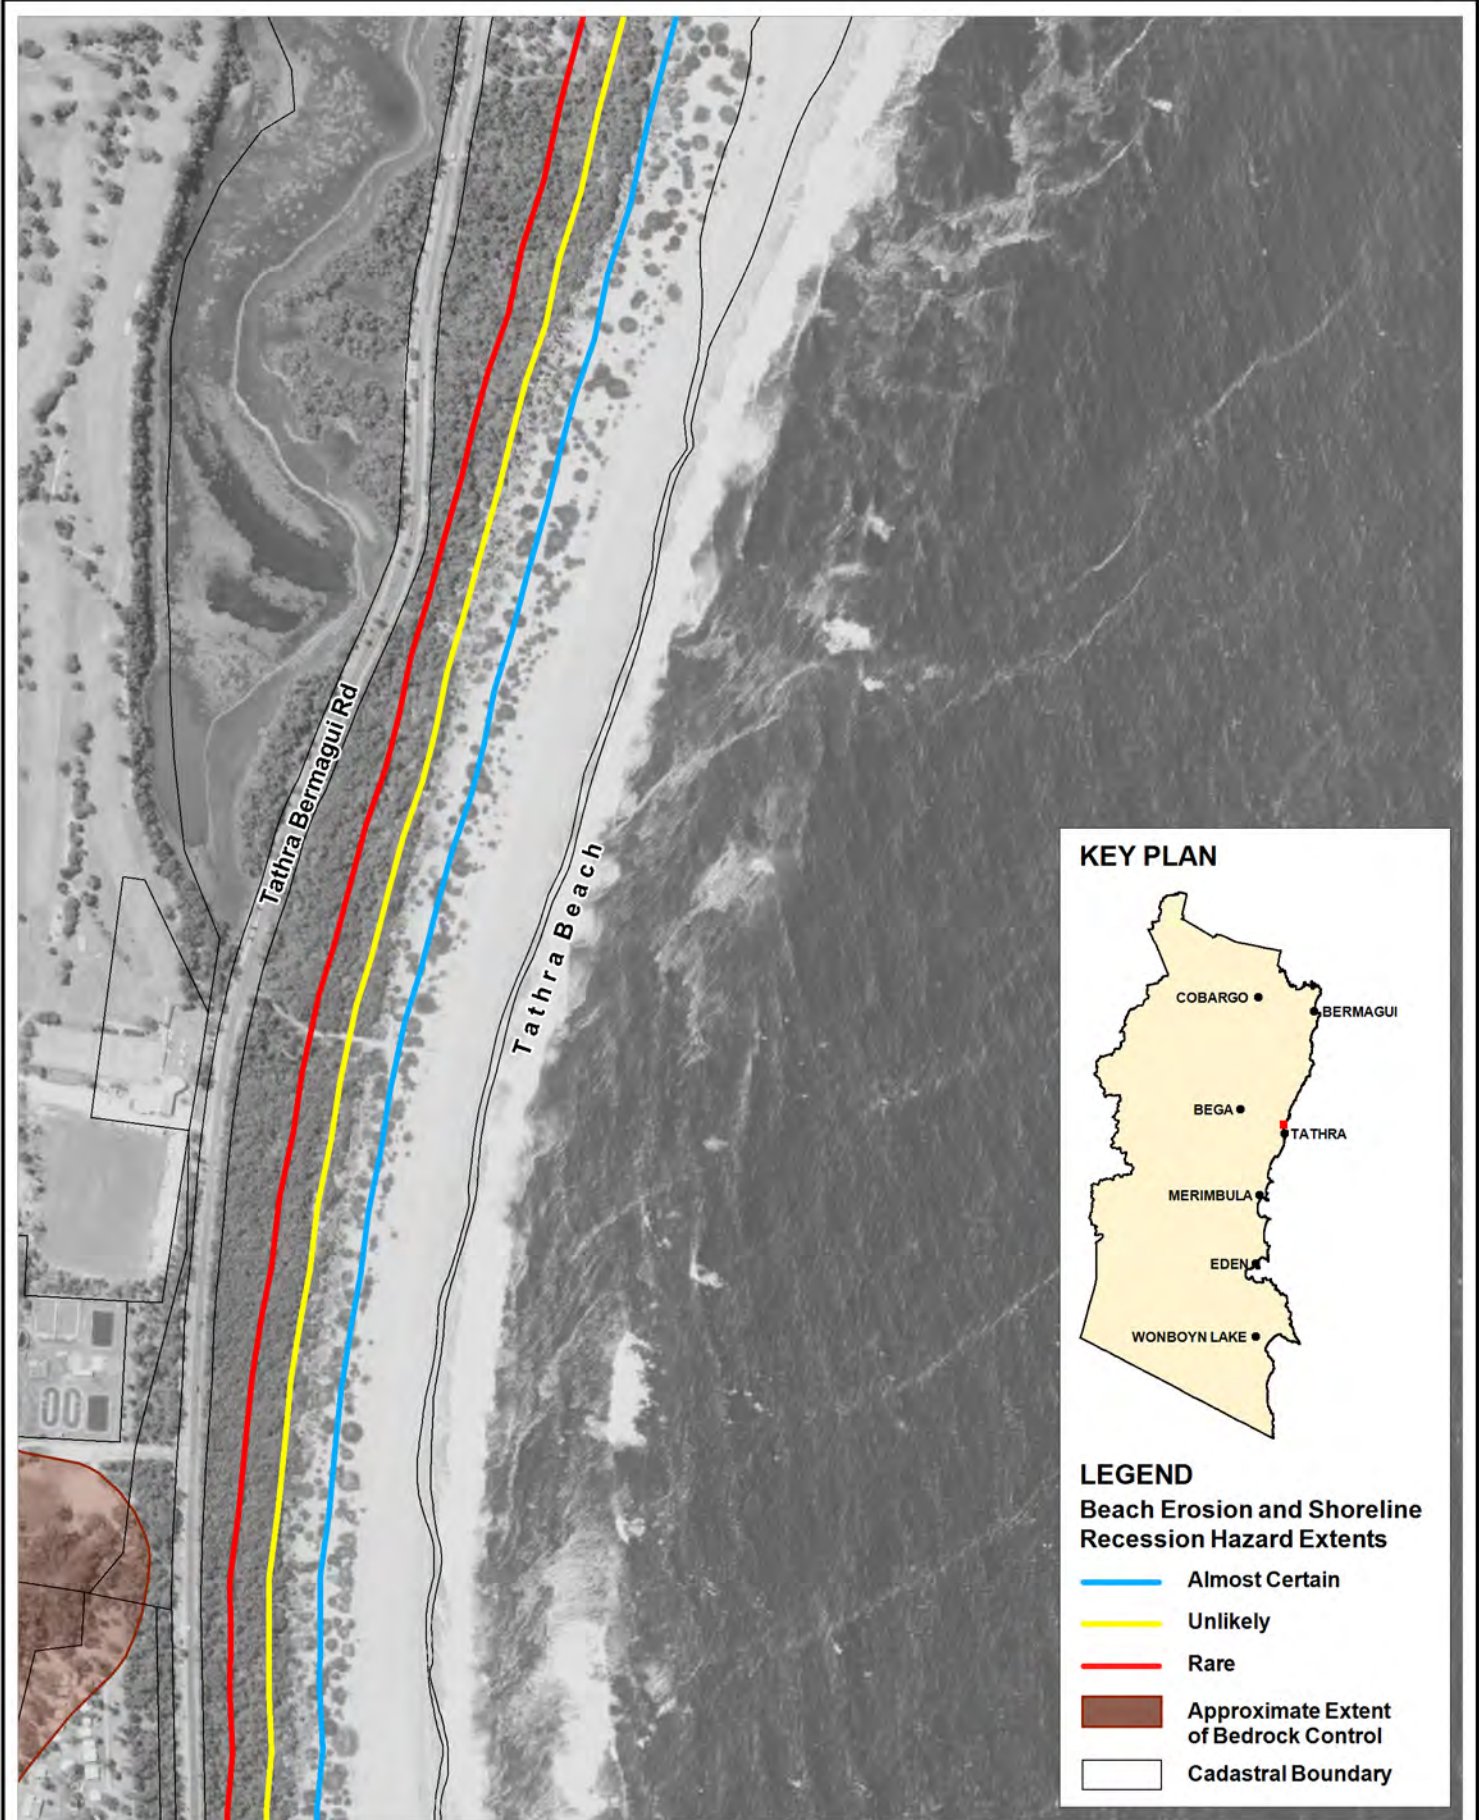 Tathra Bermagui Rd
Tathra Beach
KEY PLAN
COBARGO
BERMAGUI
BEGA
TATHRA
MERIMBULA
EDEN
WONBOYN LAKE
LEGEND
Beach Erosion and Shoreline
Recession Hazard Extents
Almost Certain
Unlikely
Rare
Approximate Extent
of Bedrock Control
Cadastral Boundary